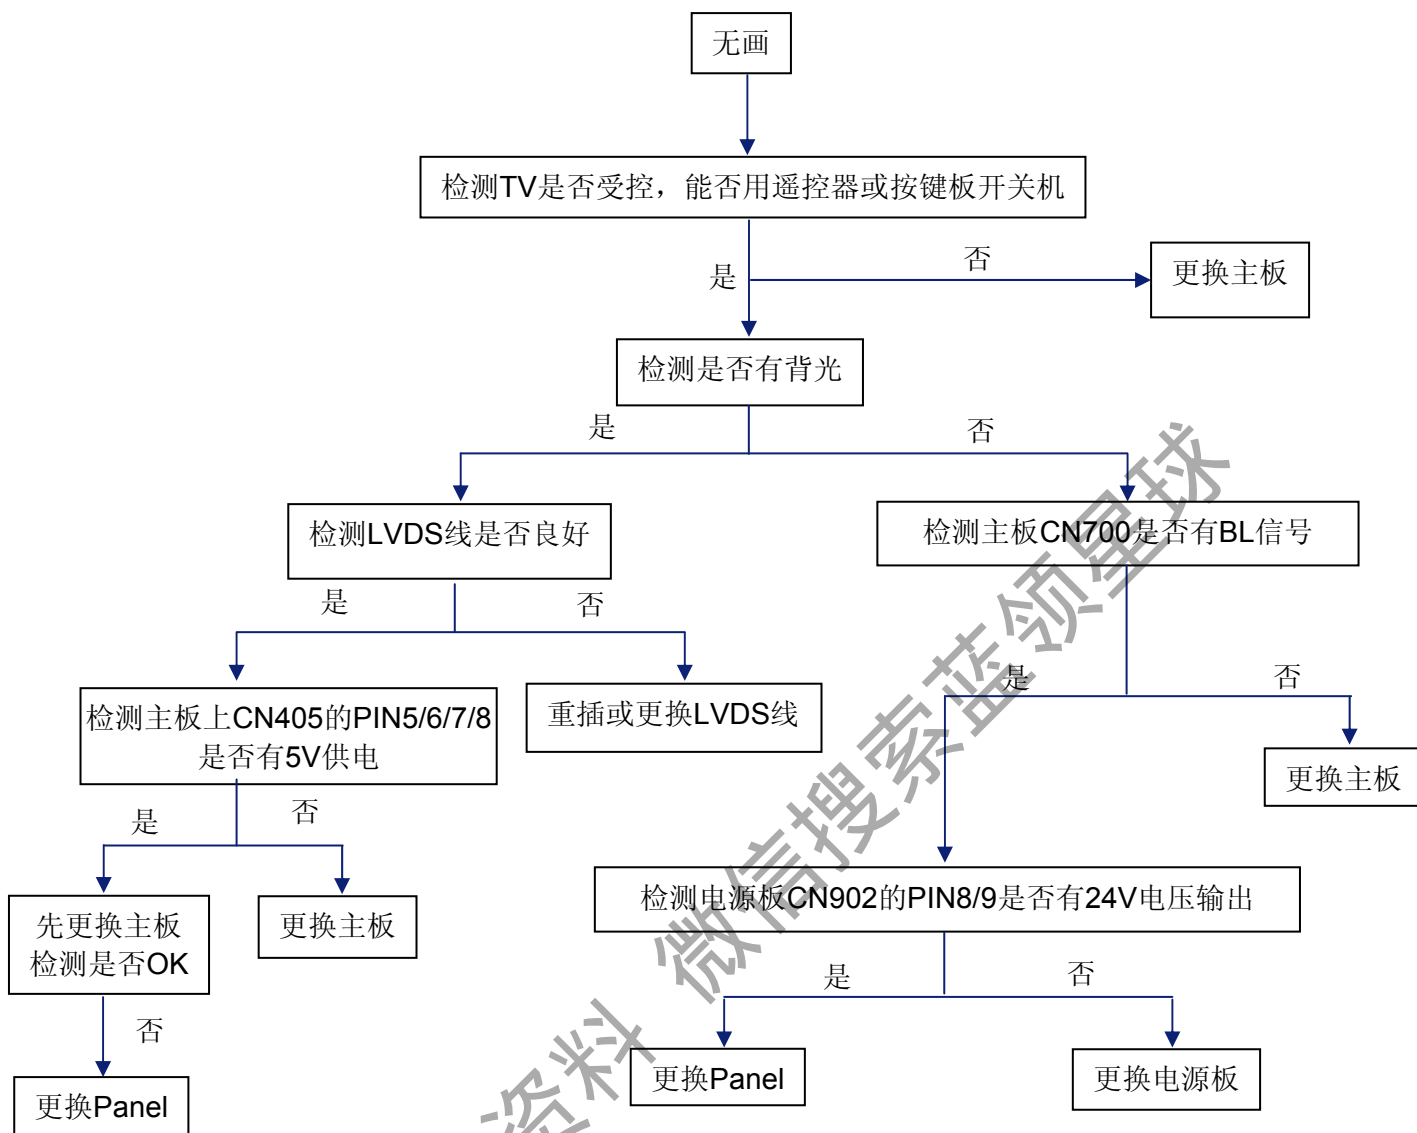 无画
检测TV是否受控，能否用遥控器或按键板开关机
是
否
更换主板
检测是否有背光
是
否
检测LVDS线是否良好
检测主板CN700是否有BL信号
是
否
是
否
检测主板上CN405的PIN5/6/7/8
是否有5V供电
重插或更换LVDS线
更换主板
是
否
检测电源板CN902的PIN8/9是否有24V电压输出
先更换主板
检测是否OK
更换主板
是
否
否
更换Panel
更换Panel
更换电源板
资料 微信搜索蓝领星球